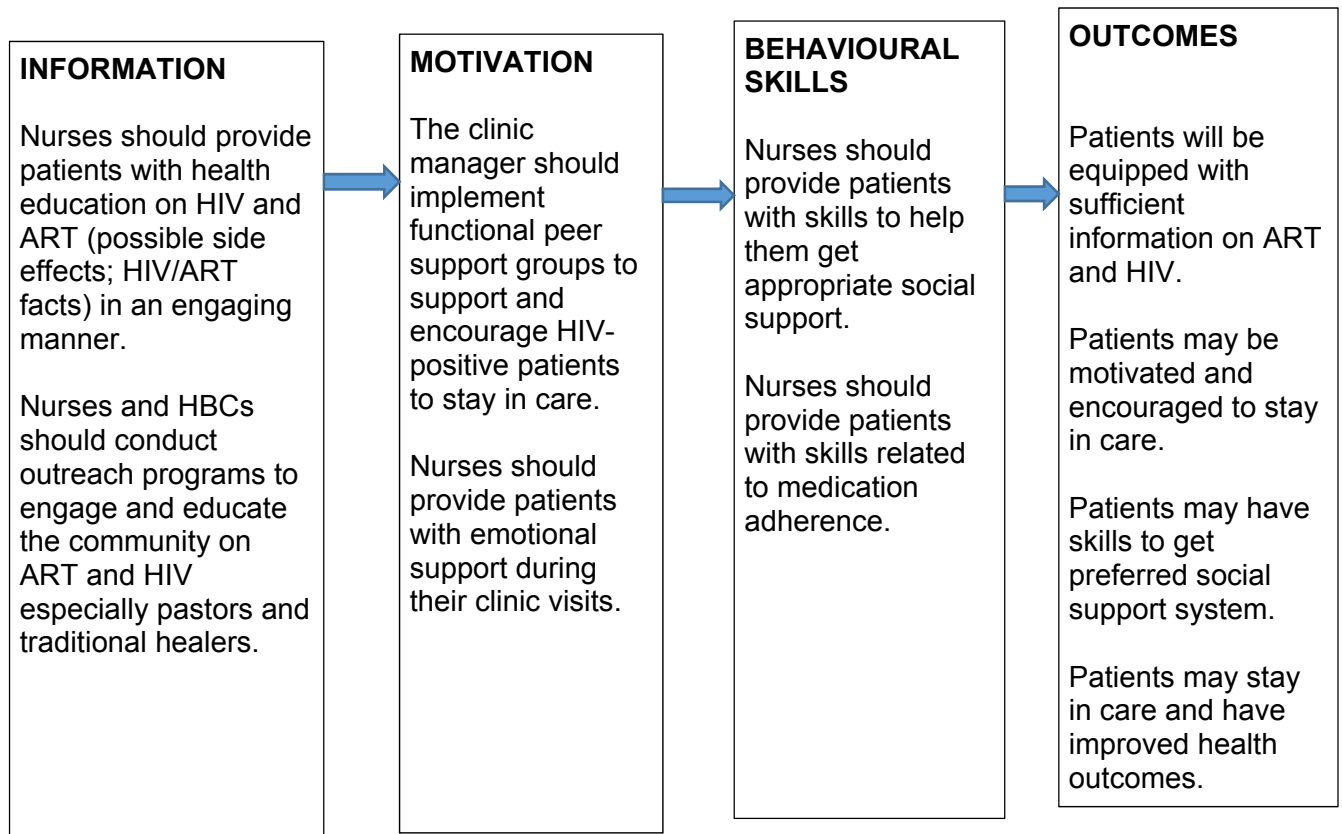 INFORMATION
Nurses should provide
patients with health
education on HIV and
ART (possible side
effects; HIV/ART
facts) in an engaging
manner.
Nurses and HBCs
should conduct
outreach programs to
engage and educate
the community on
ART and HIV
especially pastors and
traditional healers.
MOTIVATION
The clinic
manager should
implement
functional peer
support groups to
support and
encourage HIV-
positive patients
to stay in care.
Nurses should
provide patients
with emotional
support during
their clinic visits.
BEHAVIOURAL
SKILLS
Nurses should
provide patients
with skills to help
them get
appropriate social
support.
Nurses should
provide patients
with skills related
to medication
adherence.
OUTCOMES
Patients will be
equipped with
sufficient
information on ART
and HIV.
Patients may be
motivated and
encouraged to stay
in care.
Patients may have
skills to get
preferred social
support system.
Patients may stay
in care and have
improved health
outcomes.